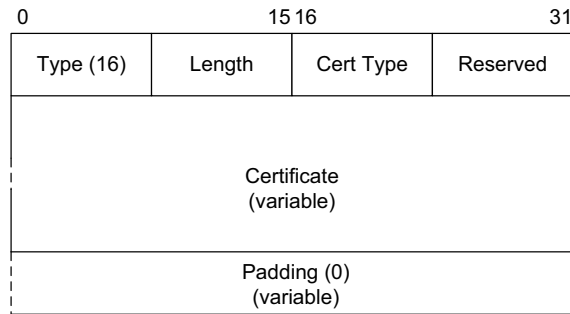 0 15 16 31
Type (16) Length Cert Type Reserved
Certificate
(variable)
Padding (0)
(variable)